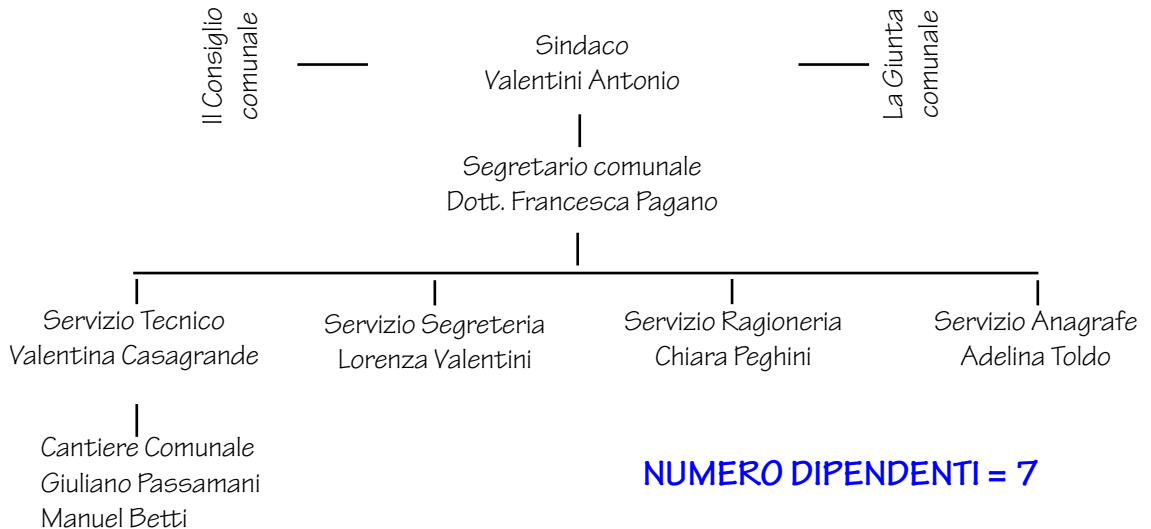 Il Consiglio
comunale
Sindaco
Valentini Antonio
La Giunta
comunale
Segretario comunale
Dott. Francesca Pagano
Servizio Tecnico
Valentina Casagrande
Servizio Segreteria
Lorenza Valentini
Servizio Ragioneria
Chiara Peghini
Servizio Anagrafe
Adelina Toldo
Cantiere Comunale
Giuliano Passamani
Manuel Betti
NUMERO DIPENDENTI = 7